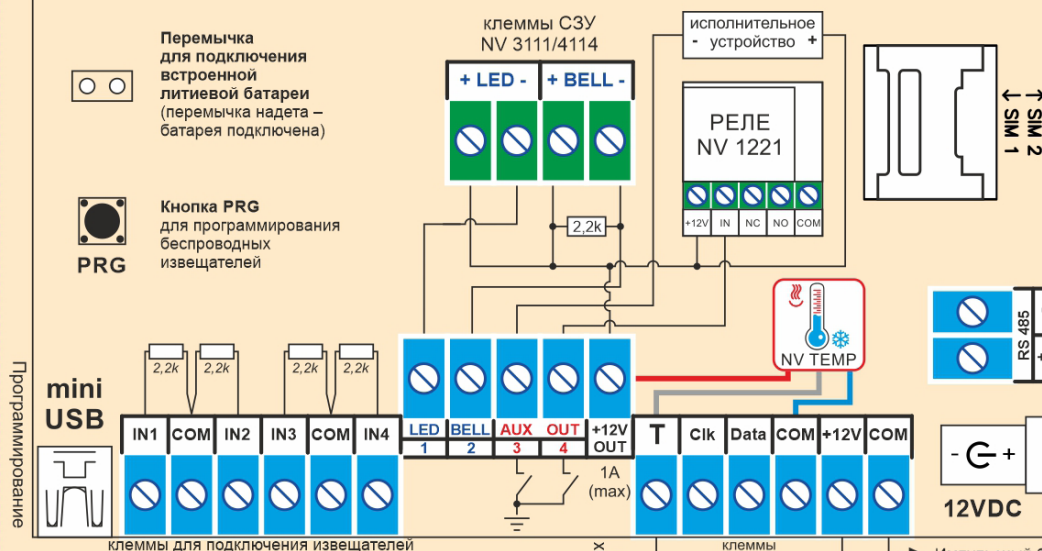 Перемычка
для подключения
встроенной
литиевой батареи
(перемычка надета –
батарея подключена)
Кнопка PRG
для программирования
беспроводных
извещателей
PRG
клеммы СЗУ
NV 3111/4114
+ LED - + BELL -
исполнительное
- устройство +
РЕЛЕ
NV 1221
+12V IN NC NO COM
SIM 1
SIM 2
2,2k
NV TEMP
RS 485
+
Программирование
mini
USB
2,2k 2,2k 2,2k 2,2k
IN1 COM IN2 IN3 COM IN4
LED BELL AUX OUT +12V
1 2 3 4 OUT
1A
(max)
T Clk Data COM +12V COM
- +
12VDC
клеммы для подключения извещателей
клеммы